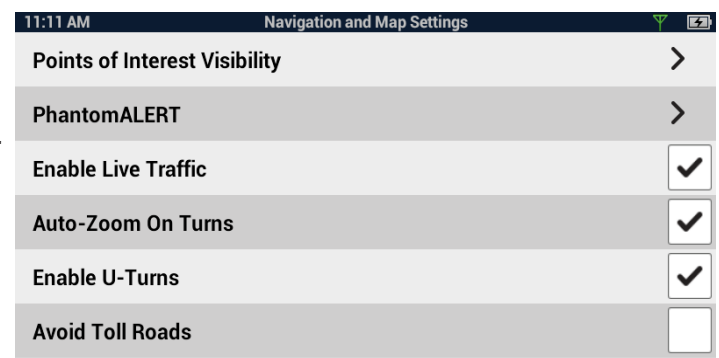 11:11 AM Navigation and Map Settings
Points of Interest Visibility
PhantomALERT
Enable Live Traffic
Auto-Zoom On Turns
Enable U-Turns
Avoid Toll Roads